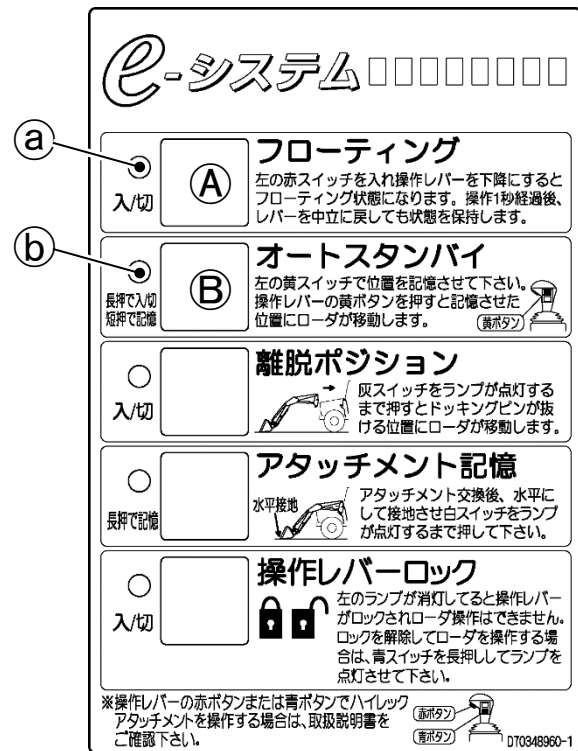 e-システム□□□□□□□□
ⓐ
フローティング
Ⓐ
入/切
左の赤スイッチを入れ操作レバーを下降にすると
フローティング状態になります。操作1秒経過後、
レバーを中立に戻しても状態を保持します。
ⓑ
オートスタンバイ
Ⓑ
長押で入/切
短押で記憶
左の黄スイッチで位置を記憶させて下さい。
操作レバーの黄ボタンを押すと記憶させた
位置にローダが移動します。
黄ボタン
離脱ポジション
入/切
灰スイッチをランプが点灯する
まで押すとドッキングピンが抜
ける位置にローダが移動します。
アタッチメント記憶
長押で記憶
水平接地
アタッチメント交換後、水平に
して接地させ白スイッチをランプ
が点灯するまで押して下さい。
操作レバーロック
入/切
左のランプが消灯してると操作レバー
がロックされローダ操作はできません。
ロックを解除してローダを操作する場
合は、青スイッチを長押ししてランプを
点灯させて下さい。
※操作レバーの赤ボタンまたは青ボタンでハイレック
アタッチメントを操作する場合は、取扱説明書を
ご確認下さい。
赤ボタン
青ボタン
D70348960-1